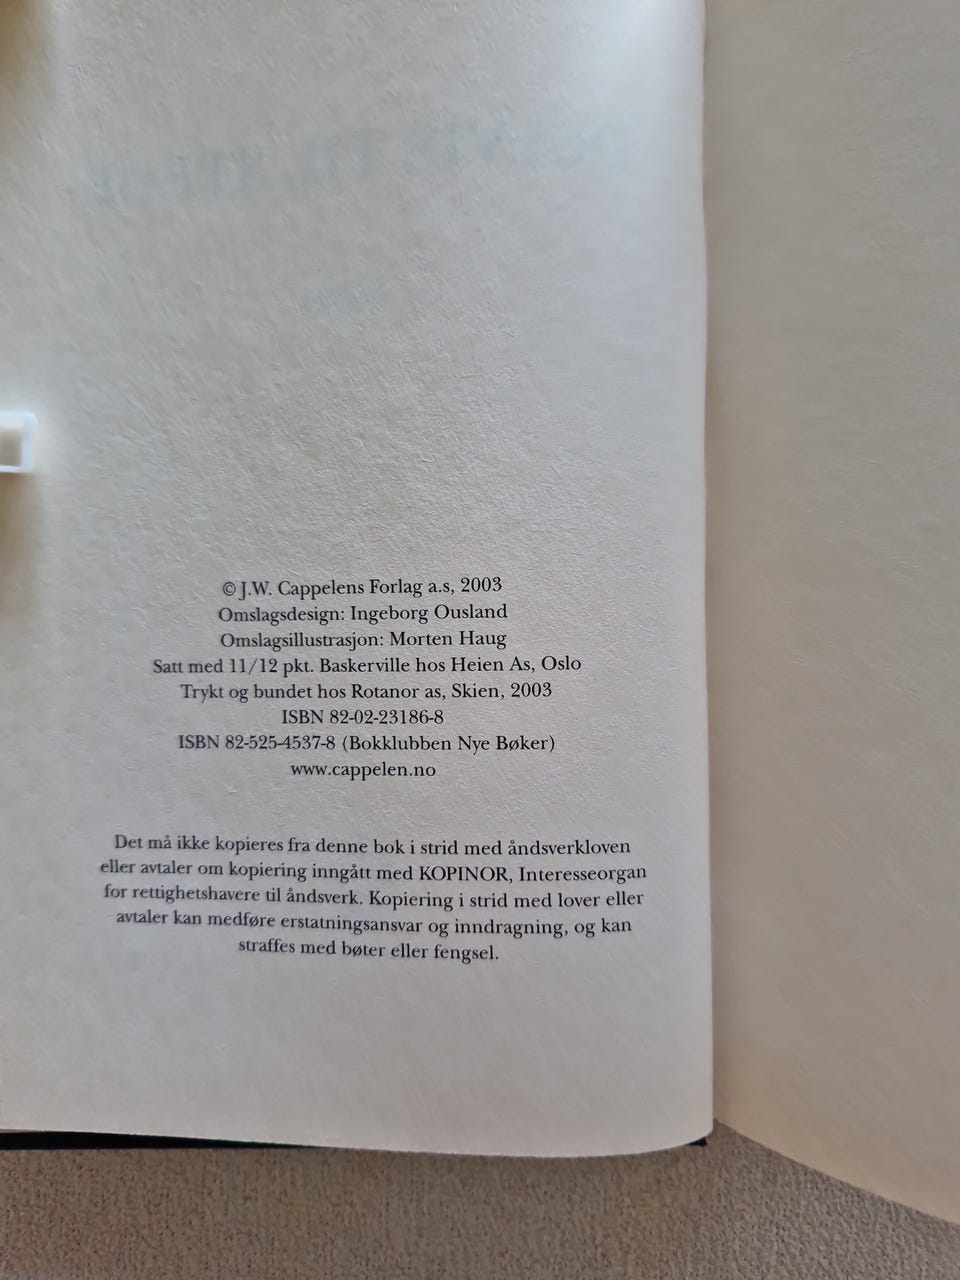 © J.W. Cappelens Forlag a.s, 2003
Omslagsdesign: Ingeborg Ousland
Omslagsillustrasjon: Morten Haug
Satt med 11/12 pkt. Baskerville hos Heien As, Oslo
Trykt og bundet hos Rotanor as, Skien, 2003
ISBN 82-02-23186-8
ISBN 82-525-4537-8 (Bokklubben Nye Bøker)
www.cappelen.no
Det må ikke kopieres fra denne bok i strid med åndsverkloven
eller avtaler om kopiering inngått med KOPINOR, Interesseorgan
for rettighetshavere til åndsverk. Kopiering i strid med lover eller
avtaler kan medføre erstatningsansvar og inndragning, og kan
straffes med bøter eller fengsel.